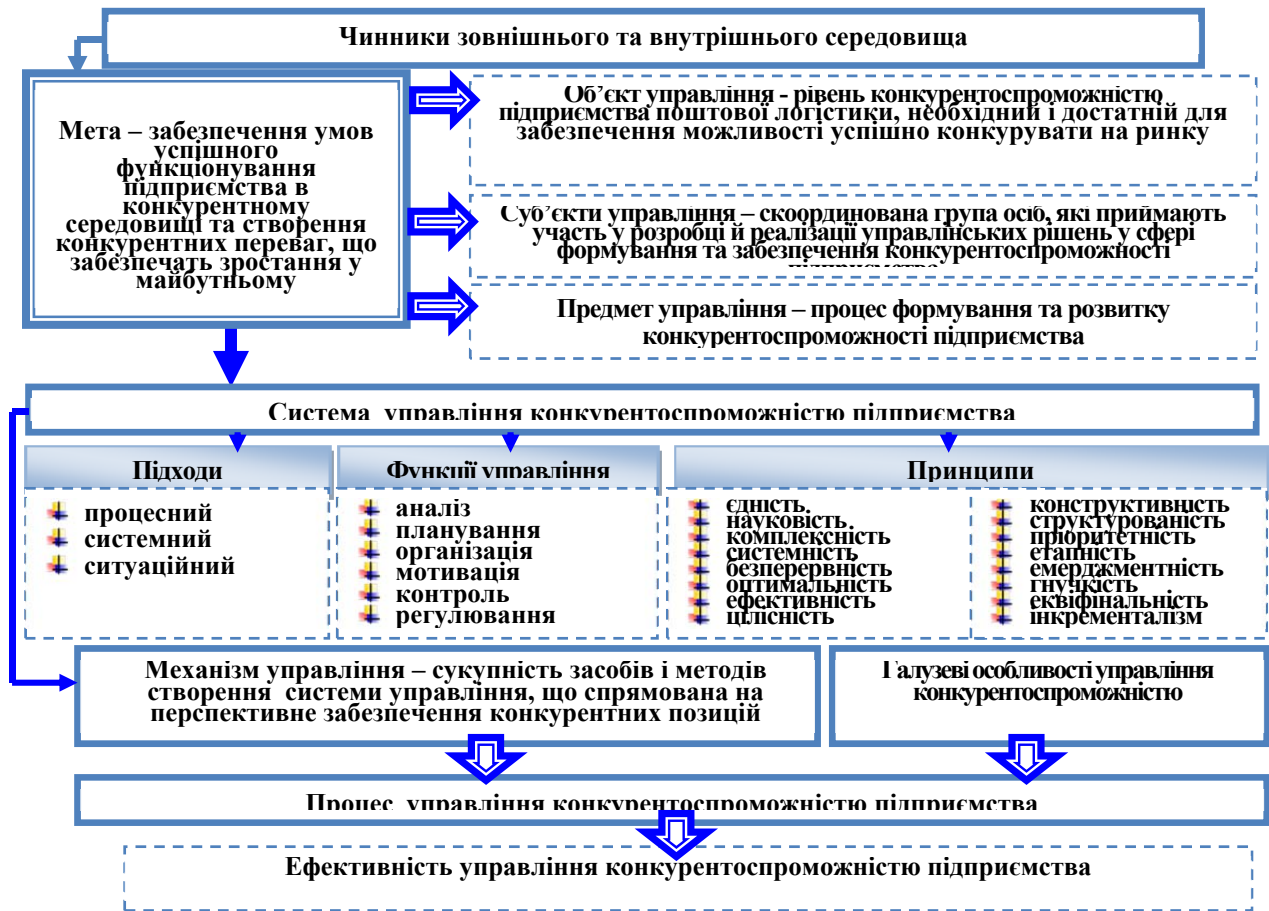 Чинники зовнішнього та внутрішнього середовища
Мета – забезпечення умов
успішного
функціонування
підприємства в
конкурентному
середовищі та створення
конкурентних переваг, що
забезпечать зростання у
майбутньому
Об’єкт управління - рівень конкурентоспроможністю
підприємства поштової логістики, необхідний і достатній для
забезпечення можливості успішно конкурувати на ринку
Суб’єкти управління – скоординована група осіб, які приймають
участь у розробці й реалізації управлінських рішень у сфері
формування та забезпечення конкурентоспроможності
Предмет управління – процес формування та розвитку
конкурентоспроможності підприємства
Система управління конкурентоспроможністю підприємства
Підходи
процесний
системний
ситуаційний
Функції управління
аналіз
планування
організація
мотивація
контроль
регулювання
Принципи
єдність.
науковість.
комплексність
системність
безперервність
оптимальність
ефективність
цілісність
конструктивність
структурованість
пріоритетність
етапність
емерджментність
гнучкість
еквіфінальність
інкременталізм
Механізм управління – сукупність засобів і методів
створення системи управління, що спрямована на
перспективне забезпечення конкурентних позицій
Галузеві особливості управління
конкурентоспроможністю
Процес управління конкурентоспроможністю підприємства
Ефективність управління конкурентоспроможністю підприємства